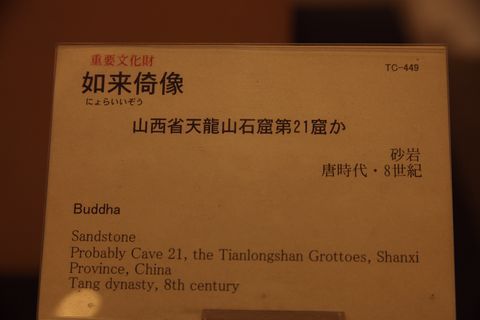 重要文化財
TC-449
如来倚像
にょらいいぞう
山西省天龍山石窟第21窟か
砂岩
唐時代・8世紀
Buddha
Sandstone
Probably Cave 21, the Tianlongshan Grottoes, Shanxi
Province, China
Tang dynasty, 8th century